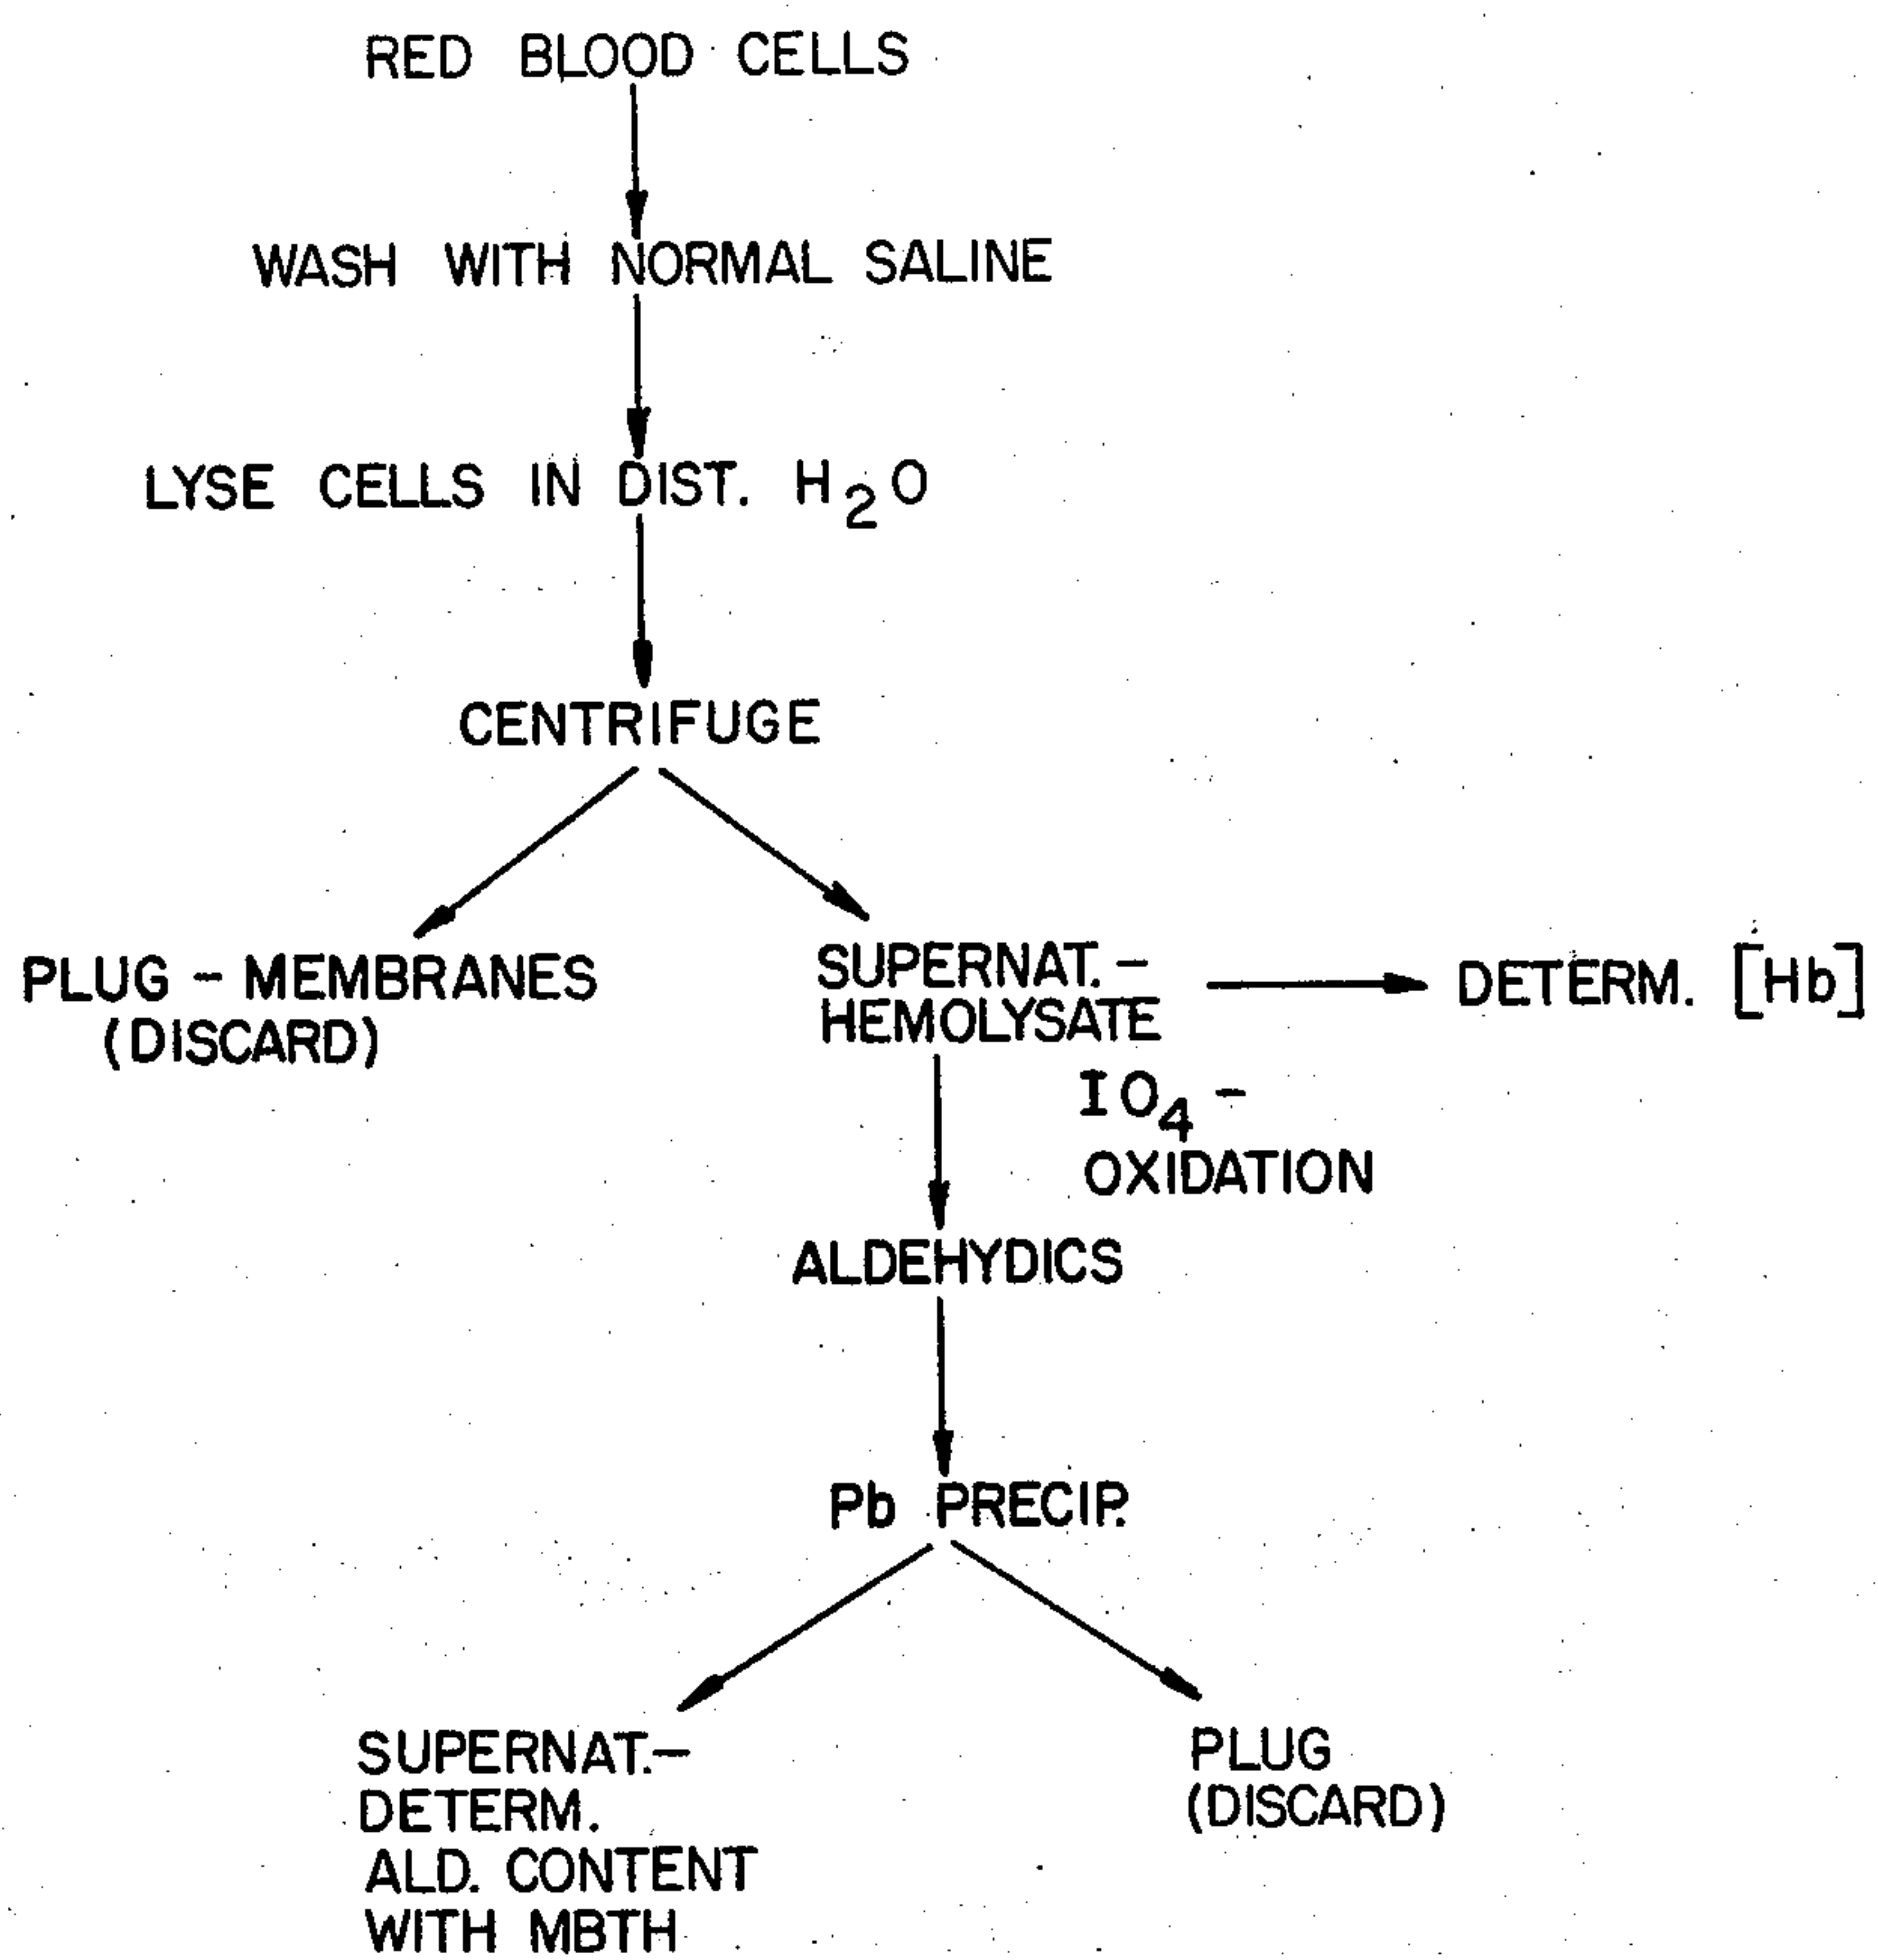 RED BLOOD CELLS
WASH WITH NORMAL SALINE
LYSE CELLS IN DIST. H2O
CENTRIFUGE
PLUG - MEMBRANES
(DISCARD)
SUPERNAT.-
HEMOLYSATE
DETERM. [Hb]
IO4 -
OXIDATION
ALDEHYDICS
Pb PRECIP.
SUPERNAT.-
DETERM.
ALD. CONTENT
WITH MBTH
PLUG
(DISCARD)